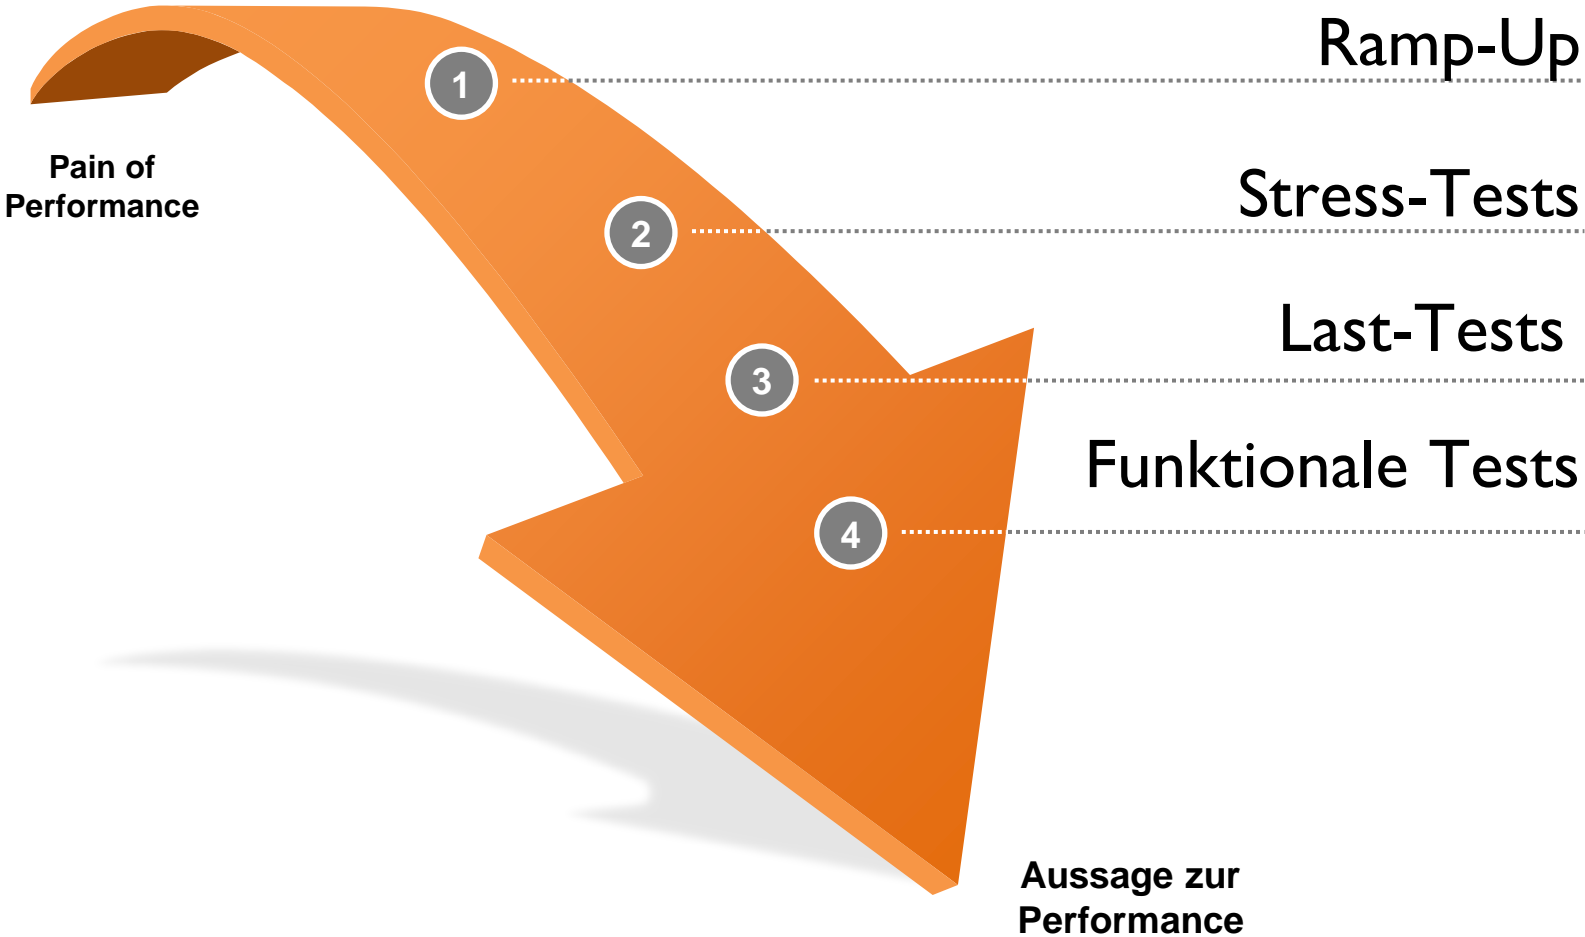 Ramp-Up
1
Pain of
Performance
Stress-Tests
2
Last-Tests
3
Funktionale Tests
4
Aussage zur
Performance